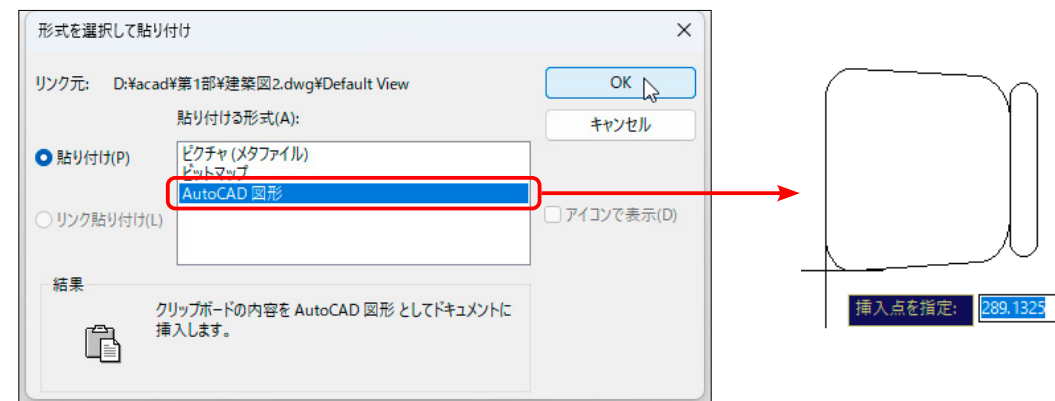 形式を選択して貼り付け
リンク元: D:¥acad¥第1部¥建築図2.dwg¥Default View
OK
貼り付ける形式(A):
キャンセル
貼り付け(P)
ピクチャ (メタファイル)
ビットマップ
AutoCAD 図形
リンク貼り付け(L)
アイコンで表示(D)
結果
クリップボードの内容を AutoCAD 図形 としてドキュメントに
挿入します。
挿入点を指定: 289.1325